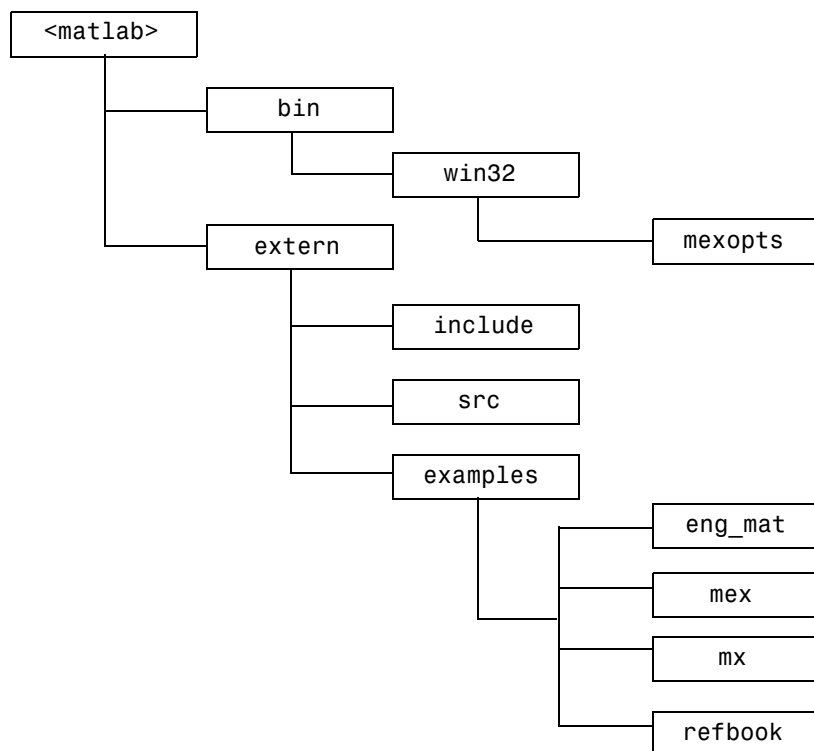 <matlab>
bin
win32
mexopts
extern
include
src
examples
eng_mat
mex
mx
refbook